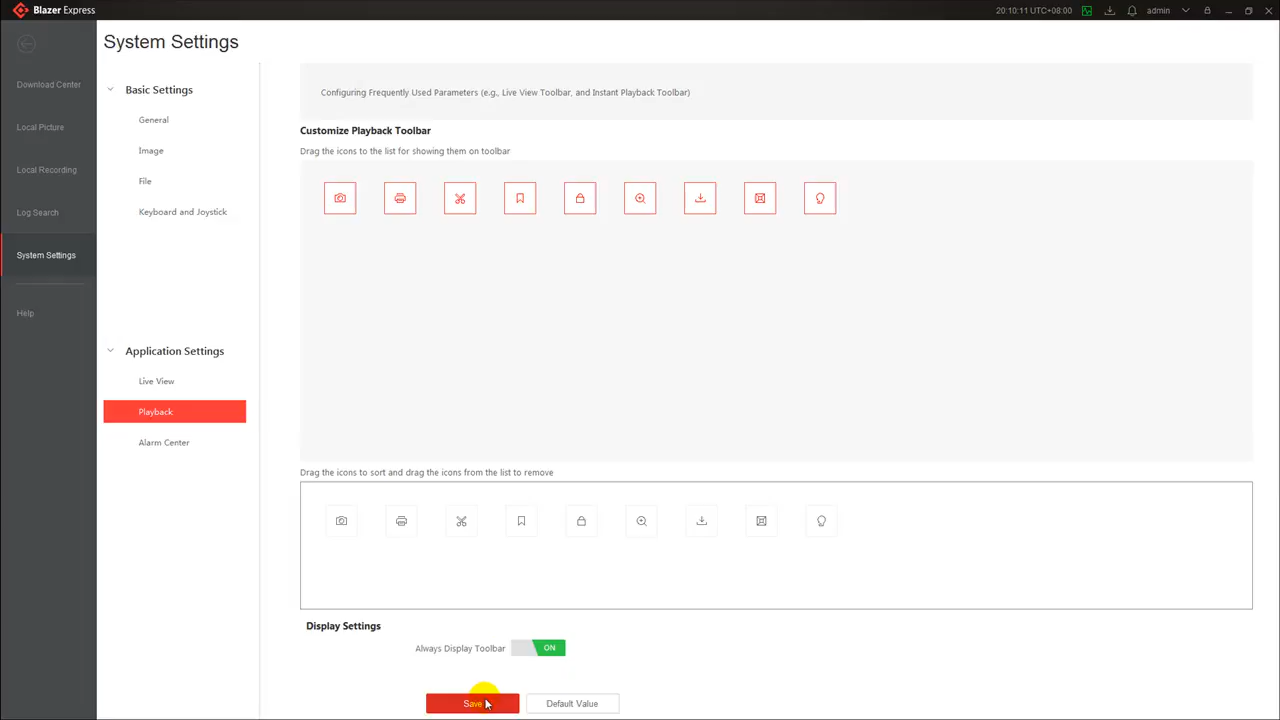 Blazer Express
20:10:11 UTC+08:00
admin
System Settings
Download Center
Local Picture
Local Recording
Log Search
System Settings
Help
Basic Settings
General
Image
File
Keyboard and Joystick
Application Settings
Live View
Playback
Alarm Center
Configuring Frequently Used Parameters (e.g., Live View Toolbar, and Instant Playback Toolbar)
Customize Playback Toolbar
Drag the icons to the list for showing them on toolbar
Drag the icons to sort and drag the icons from the list to remove
Display Settings
Always Display Toolbar
ON
Save
Default Value